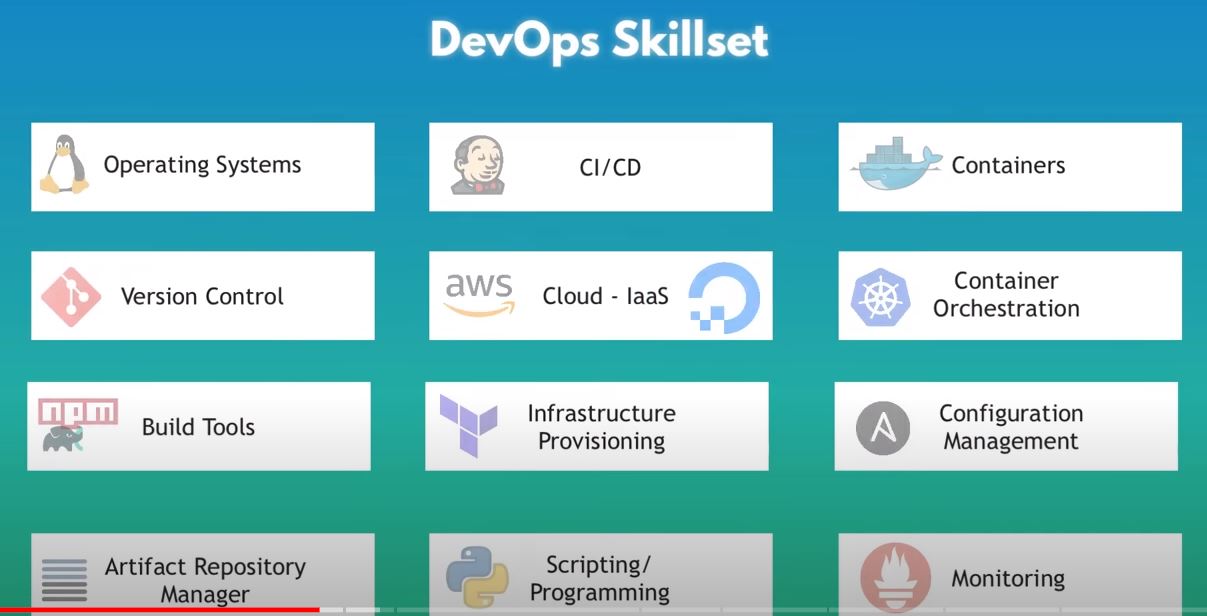 DevOps Skillset
Operating Systems
CI/CD
Containers
Version Control
aws
Cloud - IaaS
Container
Orchestration
npm
Build Tools
Infrastructure
Provisioning
A
Configuration
Management
Artifact Repository
Manager
Scripting/
Programming
Monitoring